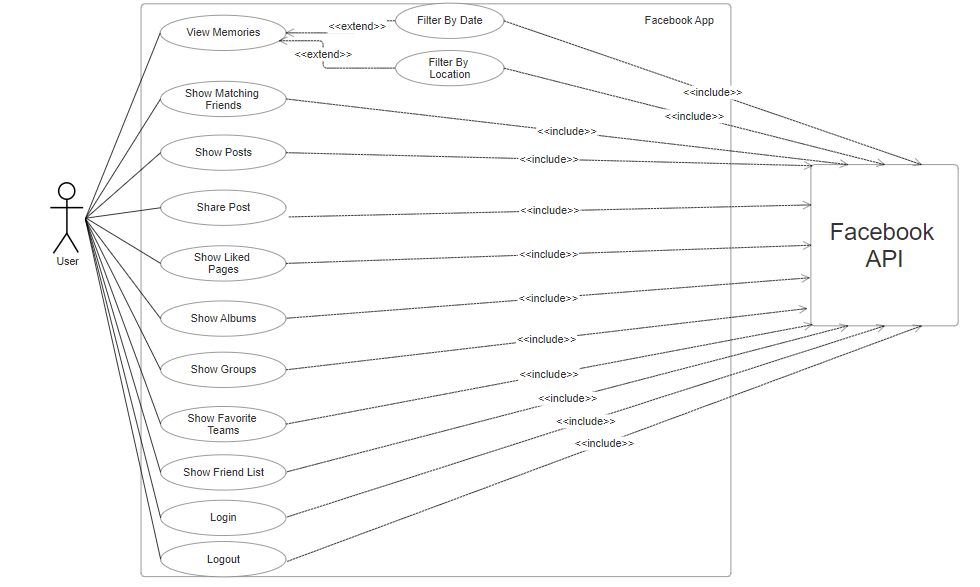 View Memories
<<extend>>
Filter By Date
Facebook App
<<extend>>
Filter By
Location
<<include>>
<<include>>
Show Matching
Friends
<<include>>
Show Posts
<<include>>
Share Post
<<include>>
Facebook
API
User
Show Liked
Pages
<<include>>
Show Albums
<<include>>
Show Groups
<<include>>
Show Favorite
Teams
<<include>>
<<include>>
Show Friend List
<<include>>
<<include>>
Login
Logout